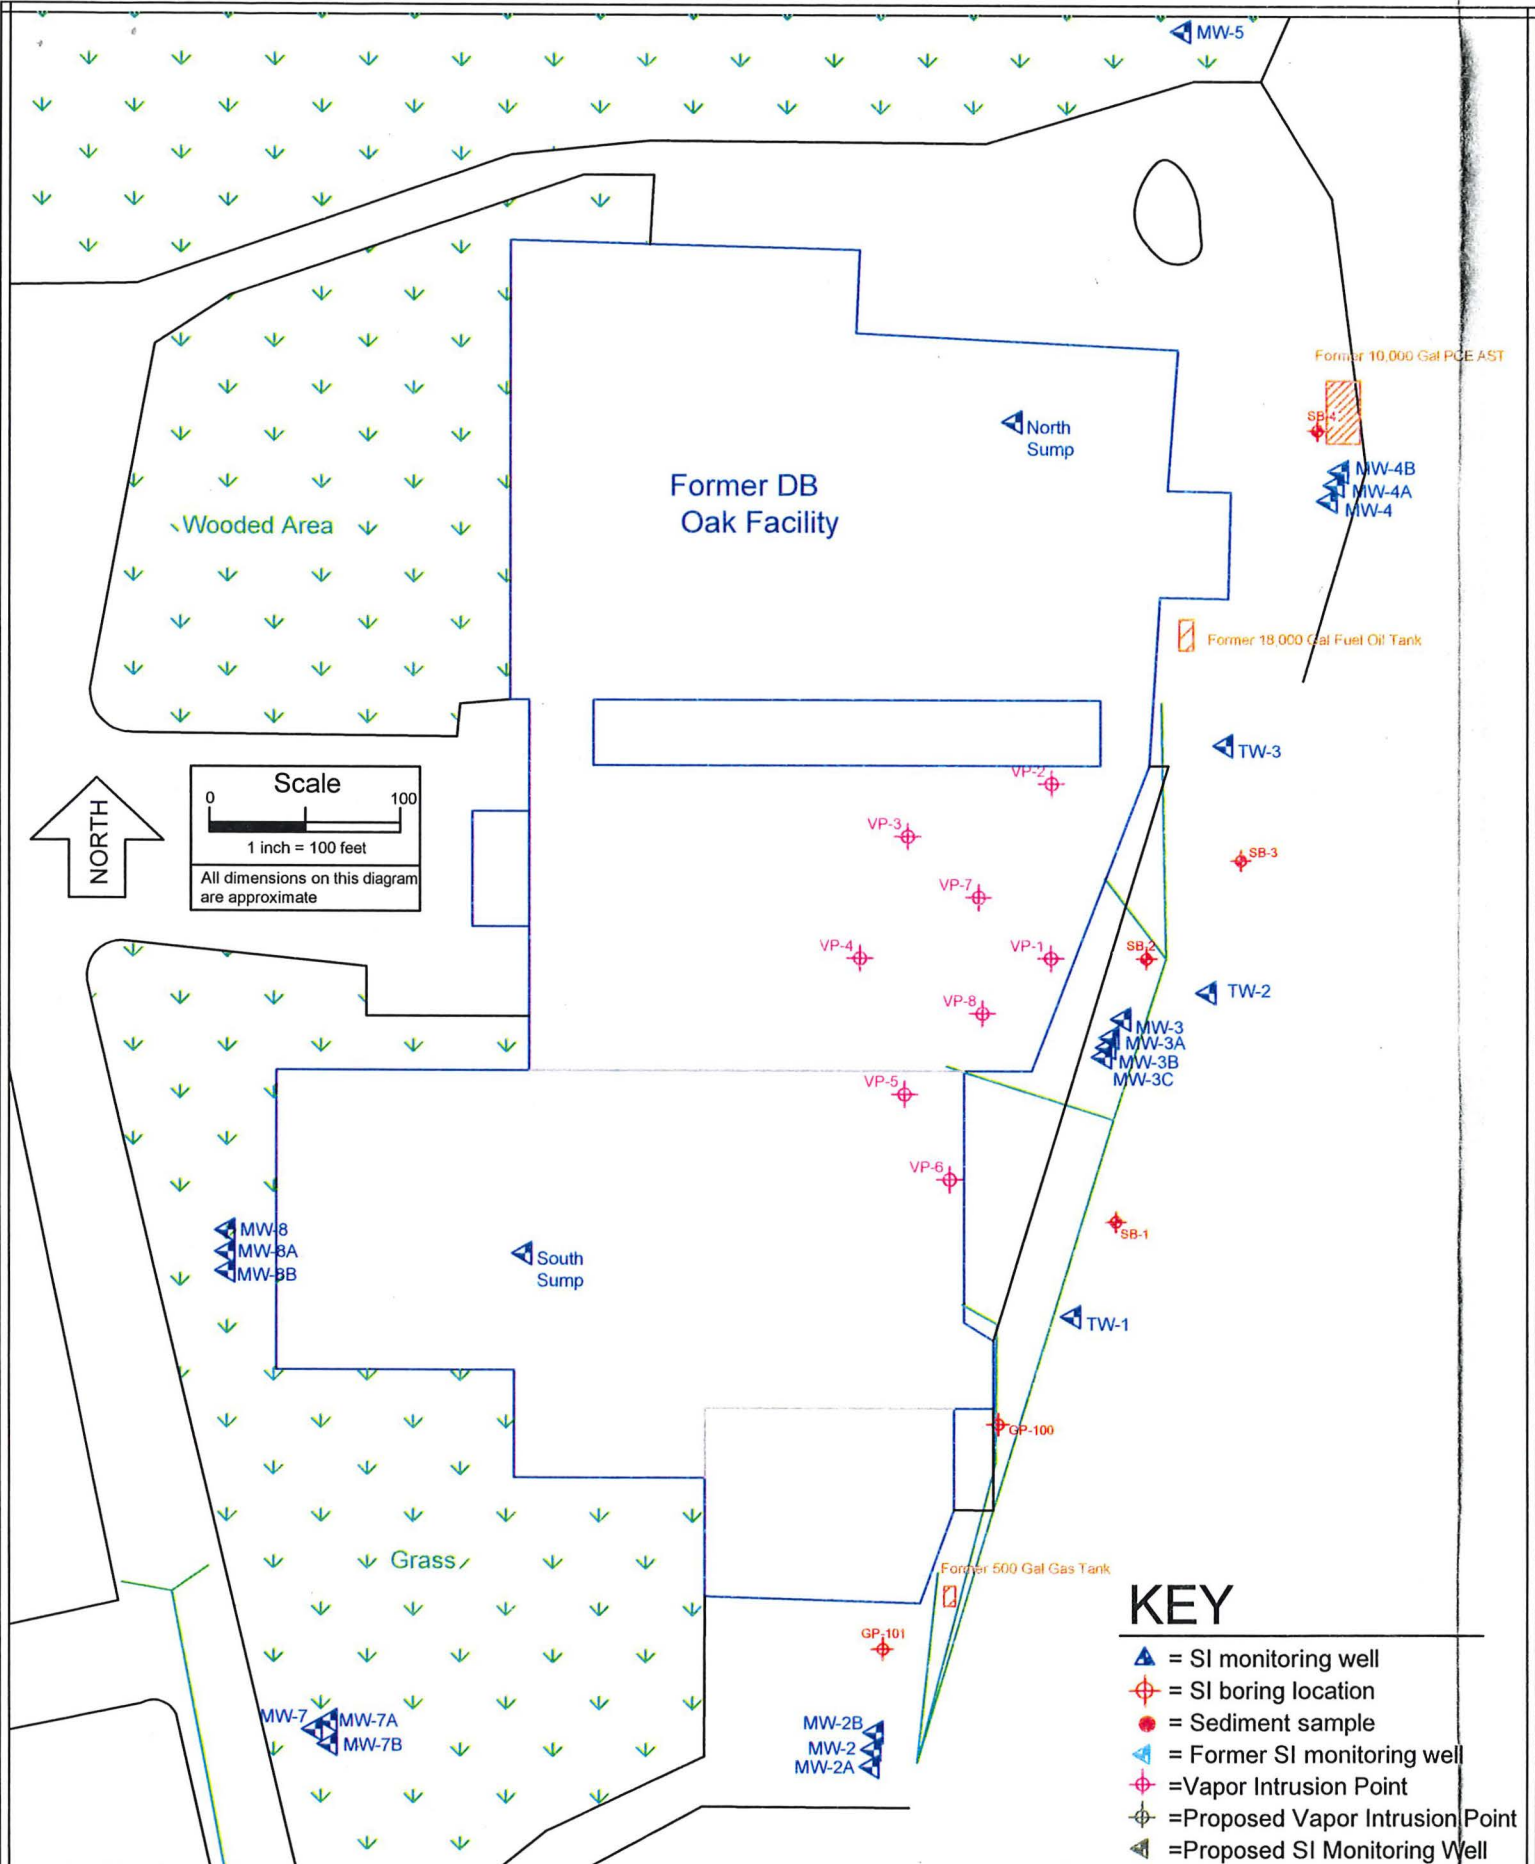 MW-5
Former 10,000 Gal PCE AST
SB-4
North
Sump
MW-4B
MW-4A
MW-4
Former DB
Oak Facility
Wooded Area
Former 18,000 Gal Fuel Oil Tank
TW-3
VP-2
NORTH
Scale
0 100
1 inch = 100 feet
All dimensions on this diagram
are approximate
VP-3
SB-3
VP-7
VP-4
VP-1
SB-2
TW-2
VP-8
MW-3
MW-3A
MW-3B
MW-3C
VP-5
VP-6
MW-8
MW-8A
MW-8B
South
Sump
SB-1
TW-1
GP-100
Grass
Former 500 Gal Gas Tank
GP-101
MW-7
MW-7A
MW-7B
MW-2B
MW-2
MW-2A
KEY
= SI monitoring well
= SI boring location
= Sediment sample
= Former SI monitoring well
=Vapor Intrusion Point
=Proposed Vapor Intrusion Point
=Proposed SI Monitoring Well